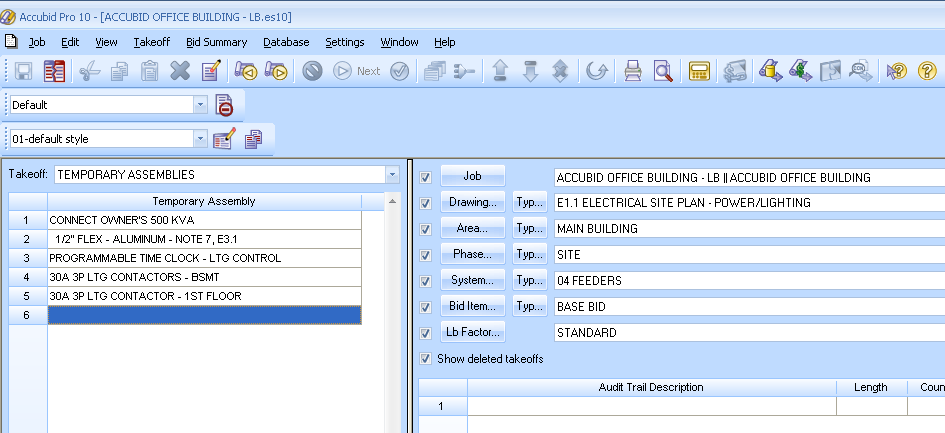 Accubid Pro 10 - [ACCUBID OFFICE BUILDING - LB.es10]
Job Edit View Takeoff Bid Summary Database Settings Window Help
Next
Default
01-default style
Takeoff: TEMPORARY ASSEMBLIES
Temporary Assembly
1 CONNECT OWNER'S 500 KVA
2 1/2" FLEX - ALUMINUM - NOTE 7, E3.1
3 PROGRAMMABLE TIME CLOCK - LTG CONTROL
4 30A 3P LTG CONTACTORS - BSMT
5 30A 3P LTG CONTACTOR - 1ST FLOOR
6
Job ACCUBID OFFICE BUILDING - LB || ACCUBID OFFICE BUILDING
Drawing... Typ... E1.1 ELECTRICAL SITE PLAN - POWER/LIGHTING
Area... Typ... MAIN BUILDING
Phase... Typ... SITE
System... Typ... 04 FEEDERS
Bid Item... Typ... BASE BID
Lb Factor... STANDARD
Show deleted takeoffs
Audit Trail Description Length Coun
1